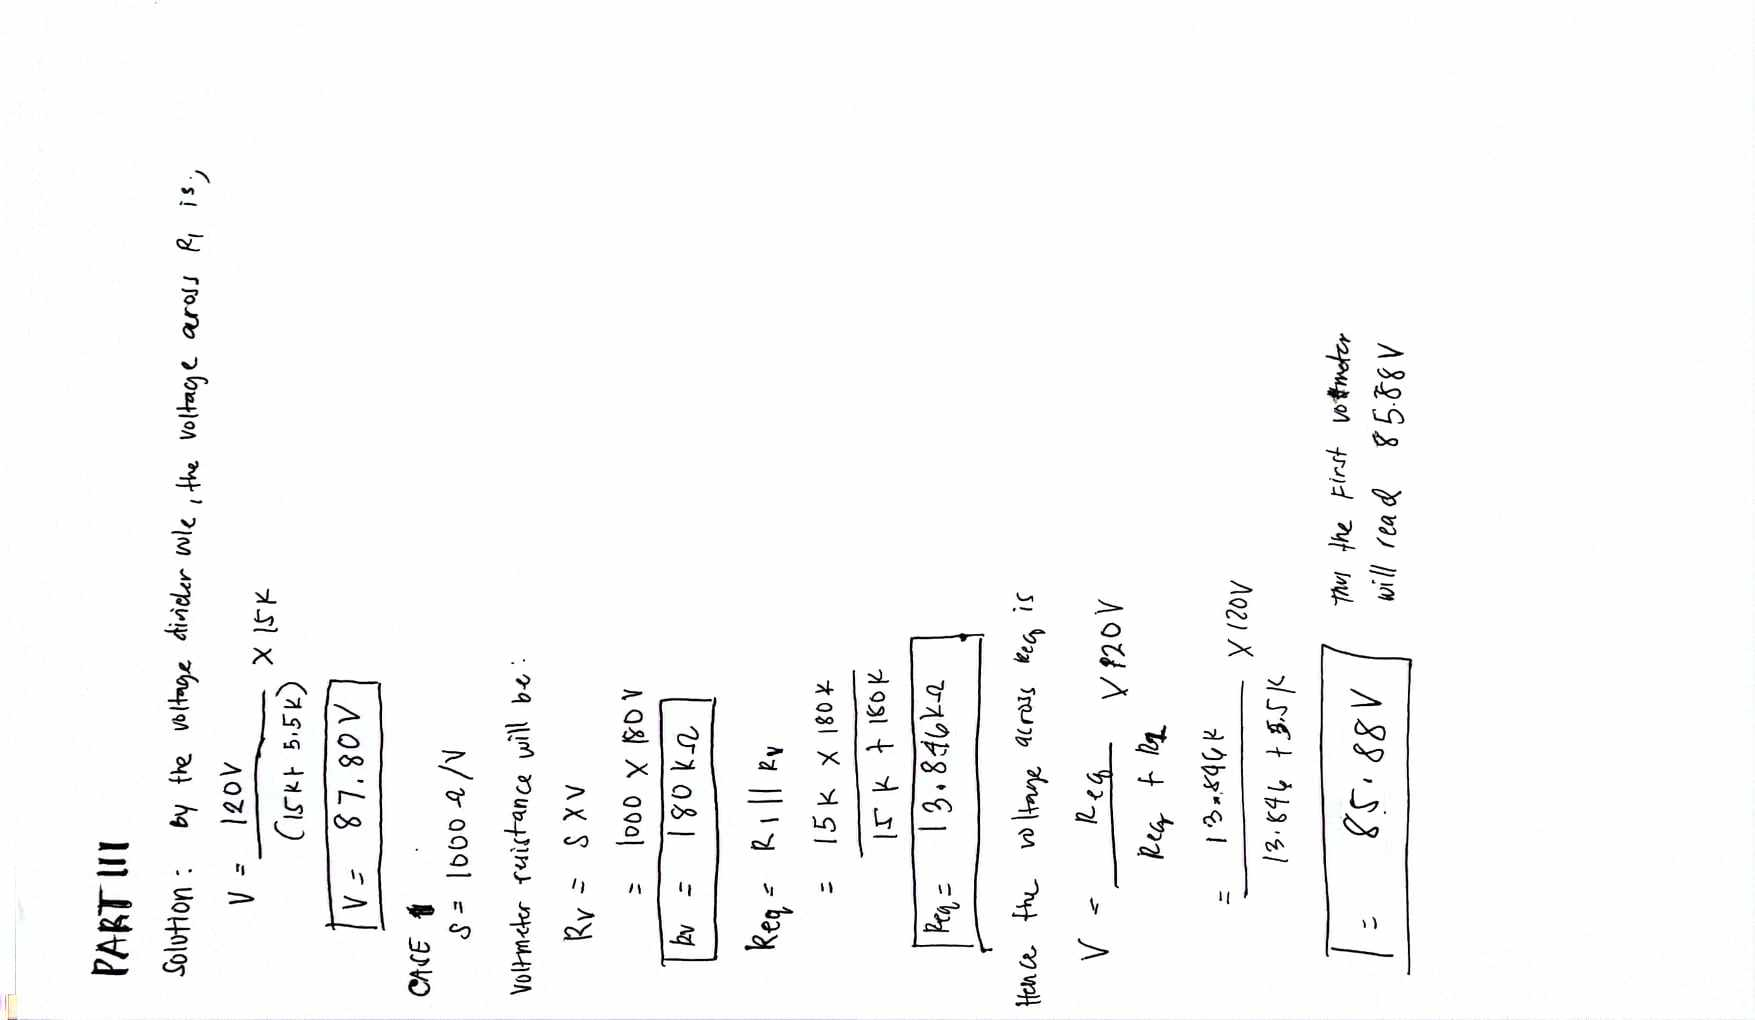 PART III
Solution: By the voltage divider rule, the voltage across R1 is,
V = 120V / (15K + 5.5K) X 15K
V = 87.80V
CASE 1
S = 1000 Ω/V
Voltmeter resistance will be:
Rv = S X V
= 1000 X 180V
Rv = 180 kΩ
Req = R1 || Rv
= 15K X 180K / 15K + 180K
Req = 13.846kΩ
Hence the voltage across Req is
V = Req / Req + R2 X 120V
= 13.846K / 13.846 + 5.5K X 120V
= 85.88V
Thus the First voltmeter
will read 85.88V